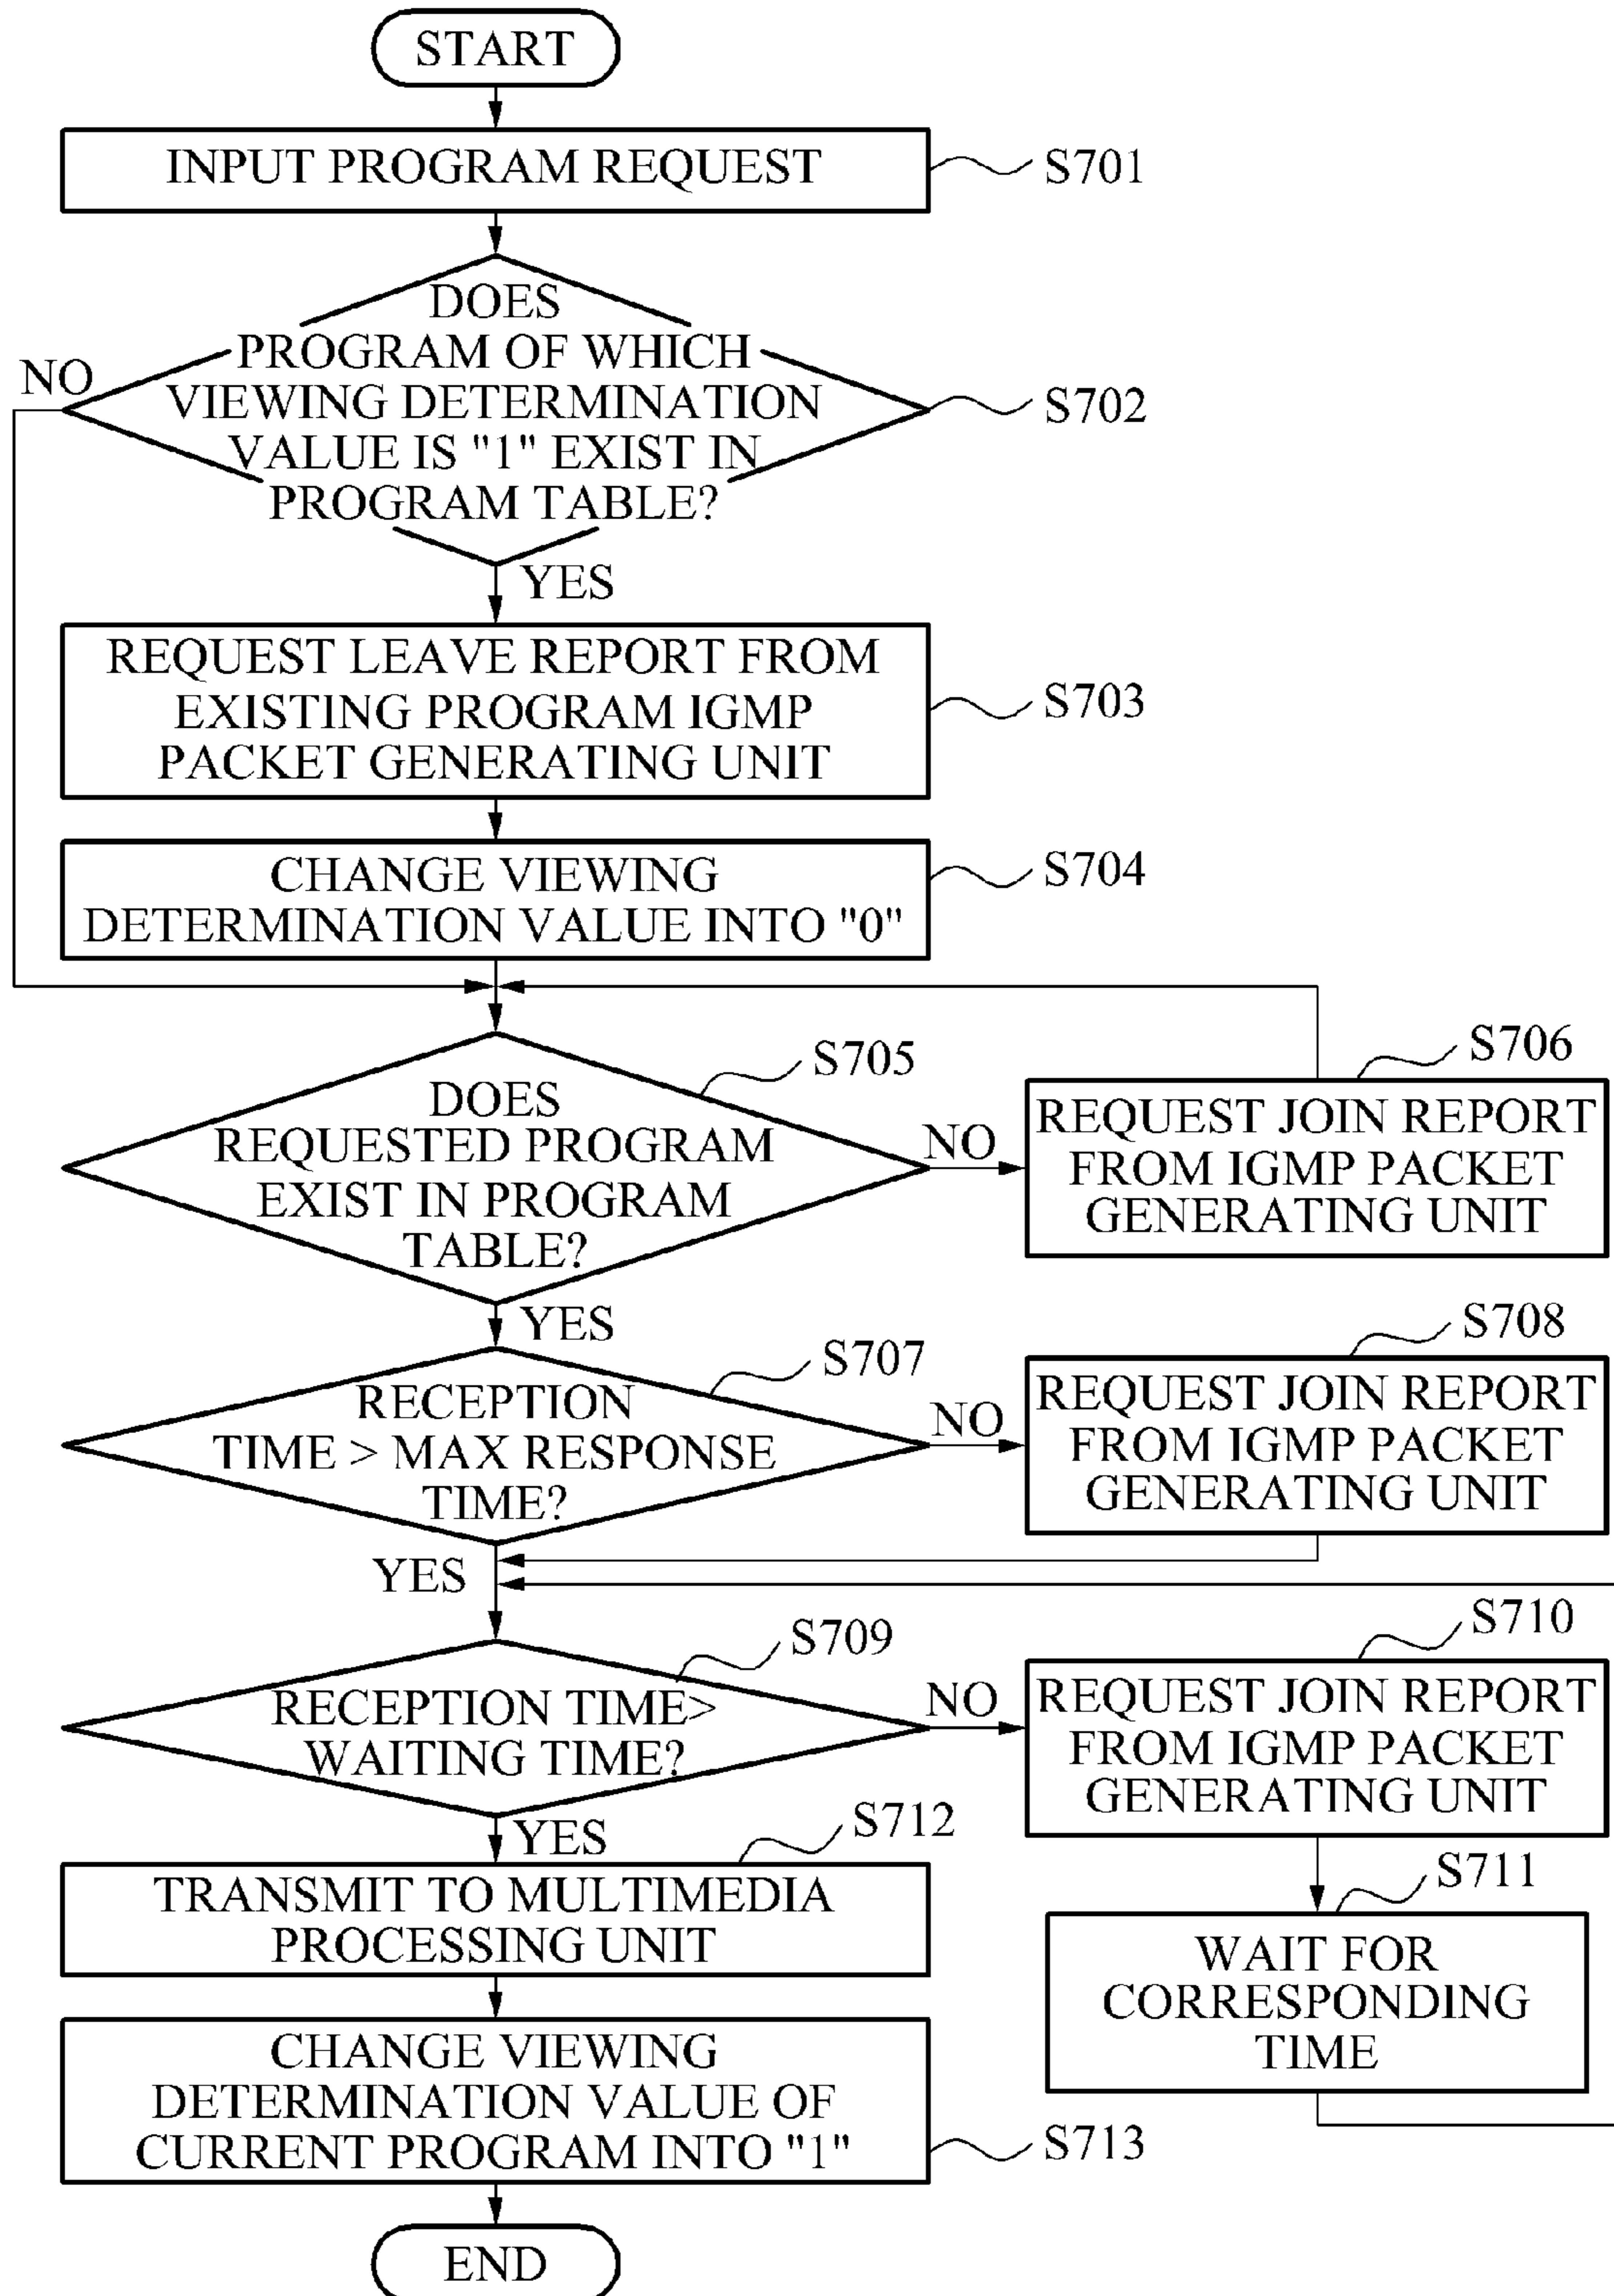 START
INPUT PROGRAM REQUEST
S701
DOES
PROGRAM OF WHICH
VIEWING DETERMINATION
VALUE IS "1" EXIST IN
PROGRAM TABLE?
NO
S702
YES
REQUEST LEAVE REPORT FROM
EXISTING PROGRAM IGMP
PACKET GENERATING UNIT
S703
CHANGE VIEWING
DETERMINATION VALUE INTO "0"
S704
DOES
REQUESTED PROGRAM
EXIST IN PROGRAM
TABLE?
S705
NO
S706
REQUEST JOIN REPORT
FROM IGMP PACKET
GENERATING UNIT
YES
RECEPTION
TIME > MAX RESPONSE
TIME?
S707
NO
S708
REQUEST JOIN REPORT
FROM IGMP PACKET
GENERATING UNIT
YES
RECEPTION TIME>
WAITING TIME?
S709
NO
S710
REQUEST JOIN REPORT
FROM IGMP PACKET
GENERATING UNIT
S711
WAIT FOR
CORRESPONDING
TIME
YES
S712
TRANSMIT TO MULTIMEDIA
PROCESSING UNIT
CHANGE VIEWING
DETERMINATION VALUE OF
CURRENT PROGRAM INTO "1"
S713
END